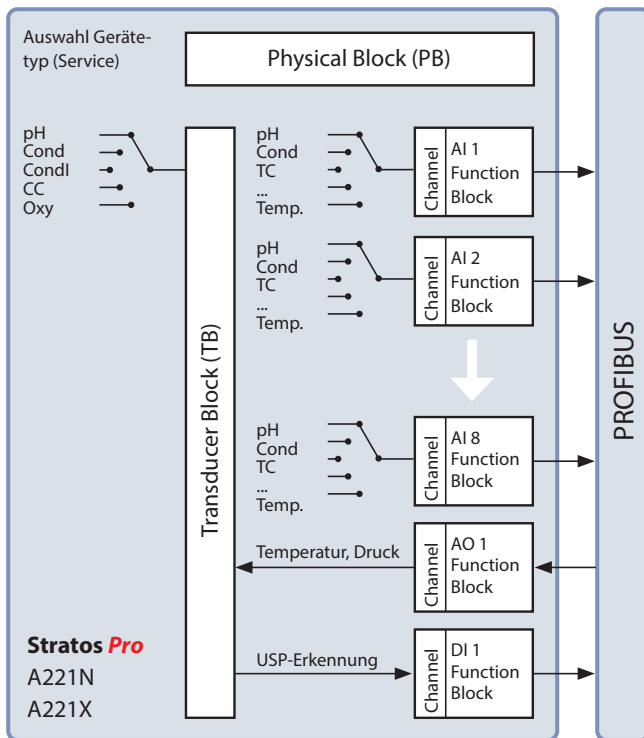 Auswahl Geräte-
typ (Service)
Physical Block (PB)
pH
Cond
CondI
CC
Oxy
Transducer Block (TB)
pH
Cond
TC
...
Temp.
Channel
AI 1
Function
Block
pH
Cond
TC
...
Temp.
Channel
AI 2
Function
Block
pH
Cond
TC
...
Temp.
Channel
AI 8
Function
Block
Temperatur, Druck
Channel
AO 1
Function
Block
USP-Erkennung
Channel
DI 1
Function
Block
PROFIBUS
Stratos Pro
A221N
A221X